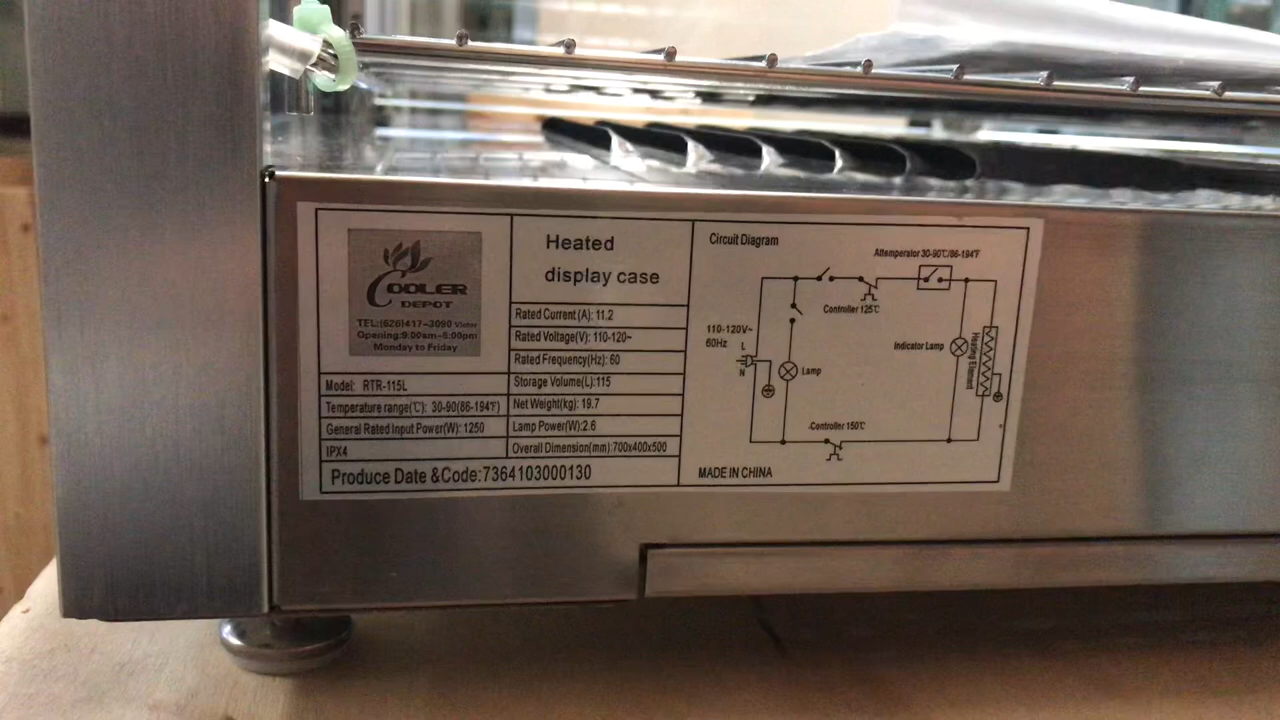 COOLER
DEPOT
TEL:(626)417-3090 Victor
Opening:9:00am-5:00pm
Monday to Friday
Heated
display case
Rated Current (A): 11.2
Rated Voltage(V): 110-120~
Rated Frequency(Hz): 60
Model: RTR-115L
Storage Volume(L):115
Temperature range(℃): 30-90(86-194℉)
Net Weight(kg): 19.7
General Rated Input Power(W): 1250
Lamp Power(W):2.6
IPX4
Overall Dimension(mm):700x400x500
Produce Date &Code:7364103000130
Circuit Diagram
Attemperator 30-90℃/86-194℉
Controller 125℃
110-120V~
60Hz
L
N
Lamp
Indicator Lamp
Heating Element
Controller 150℃
MADE IN CHINA